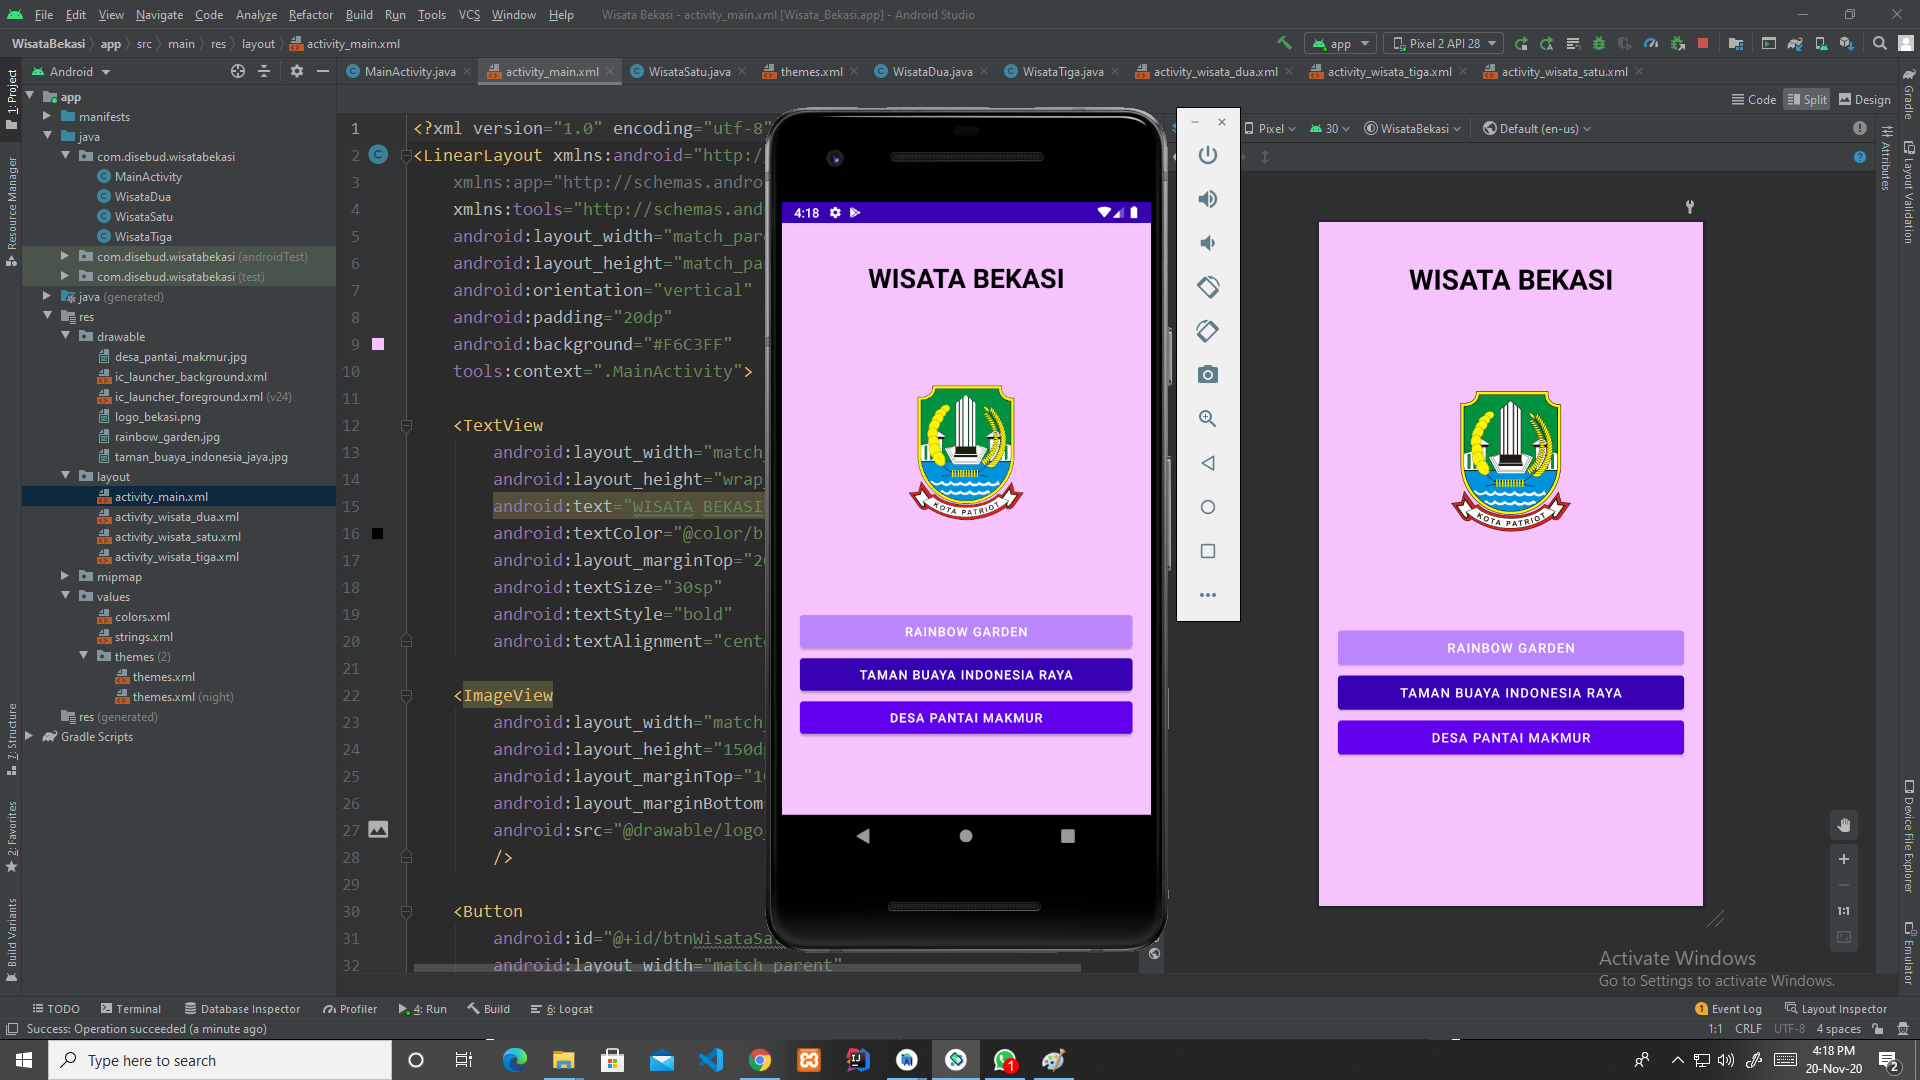 File Edit View Navigate Code Analyze Refactor Build Run Tools VCS Window Help Wisata Bekasi - activity_main.xml [Wisata_Bekasi.app] - Android Studio
WisataBekasi app src main res layout activity_main.xml app Pixel 2 API 28
Android MainActivity.java activity_main.xml WisataSatu.java themes.xml WisataDua.java WisataTiga.java activity_wisata_dua.xml activity_wisata_tiga.xml activity_wisata_satu.xml
Code Split Design
Pixel 30 WisataBekasi Default (en-us)
1: Project
Resource Manager
7: Structure
2: Favorites
Build Variants
app
manifests
java
com.disebud.wisatabekasi
MainActivity
WisataDua
WisataSatu
WisataTiga
com.disebud.wisatabekasi (androidTest)
com.disebud.wisatabekasi (test)
java (generated)
res
drawable
desa_pantai_makmur.jpg
ic_launcher_background.xml
ic_launcher_foreground.xml (v24)
logo_bekasi.png
rainbow_garden.jpg
taman_buaya_indonesia_jaya.jpg
layout
activity_main.xml
activity_wisata_dua.xml
activity_wisata_satu.xml
activity_wisata_tiga.xml
mipmap
values
colors.xml
strings.xml
themes (2)
themes.xml
themes.xml (night)
res (generated)
Gradle Scripts
1 <?xml version="1.0" encoding="utf-8"
2 <LinearLayout xmlns:android="http:/
3 xmlns:app="http://schemas.andro
4 xmlns:tools="http://schemas.and
5 android:layout_width="match_pare
6 android:layout_height="match_pa
7 android:orientation="vertical"
8 android:padding="20dp"
9 android:background="#F6C3FF"
10 tools:context=".MainActivity">
11
12 <TextView
13 android:layout_width="match_
14 android:layout_height="wrap_
15 android:text="WISATA BEKASI
16 android:textColor="@color/b
17 android:layout_marginTop="20
18 android:textSize="30sp"
19 android:textStyle="bold"
20 android:textAlignment="cente
21
22 <ImageView
23 android:layout_width="match_
24 android:layout_height="150dp
25 android:layout_marginTop="10
26 android:layout_marginBottom=
27 android:src="@drawable/logo_
28 />
29
30 <Button
31 android:id="@+id/btnWisataSa
32 android:layout_width="match_parent"
4:18
WISATA BEKASI
KOTA PATRIOT
RAINBOW GARDEN
TAMAN BUAYA INDONESIA RAYA
DESA PANTAI MAKMUR
WISATA BEKASI
KOTA PATRIOT
RAINBOW GARDEN
TAMAN BUAYA INDONESIA RAYA
DESA PANTAI MAKMUR
1:1
Gradle
Attributes
Layout Validation
Device File Explorer
Emulator
Activate Windows
Go to Settings to activate Windows.
TODO Terminal Database Inspector Profiler 4: Run Build 6: Logcat 1 Event Log Layout Inspector
Success: Operation succeeded (a minute ago) 1:1 CRLF UTF-8 4 spaces
Type here to search 1 4:18 PM
20-Nov-20 2